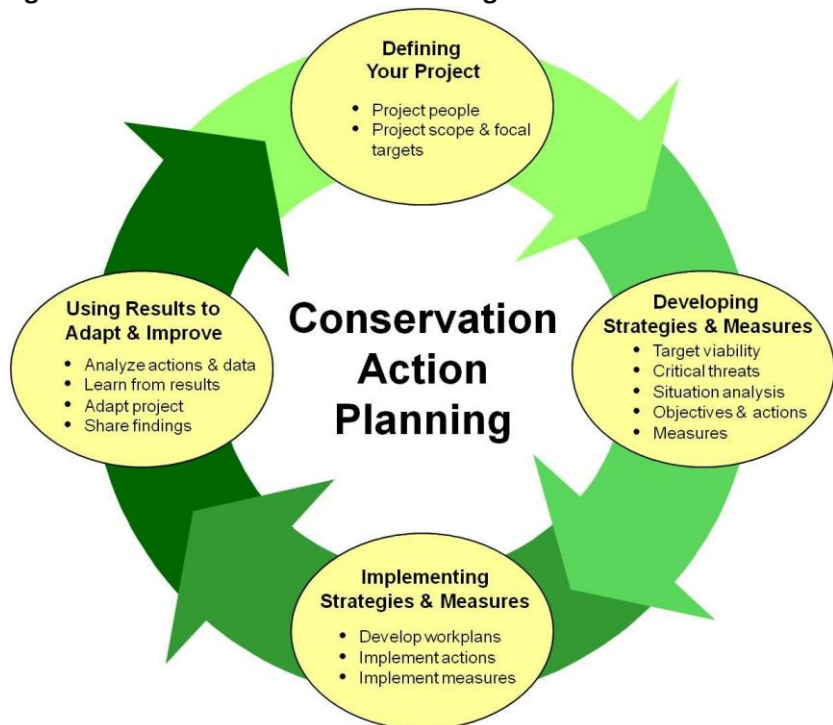 Defining
Your Project
• Project people
• Project scope & focal
targets
Developing
Strategies & Measures
• Target viability
• Critical threats
• Situation analysis
• Objectives & actions
• Measures
Implementing
Strategies & Measures
• Develop workplans
• Implement actions
• Implement measures
Using Results to
Adapt & Improve
• Analyze actions & data
• Learn from results
• Adapt project
• Share findings
Conservation
Action
Planning